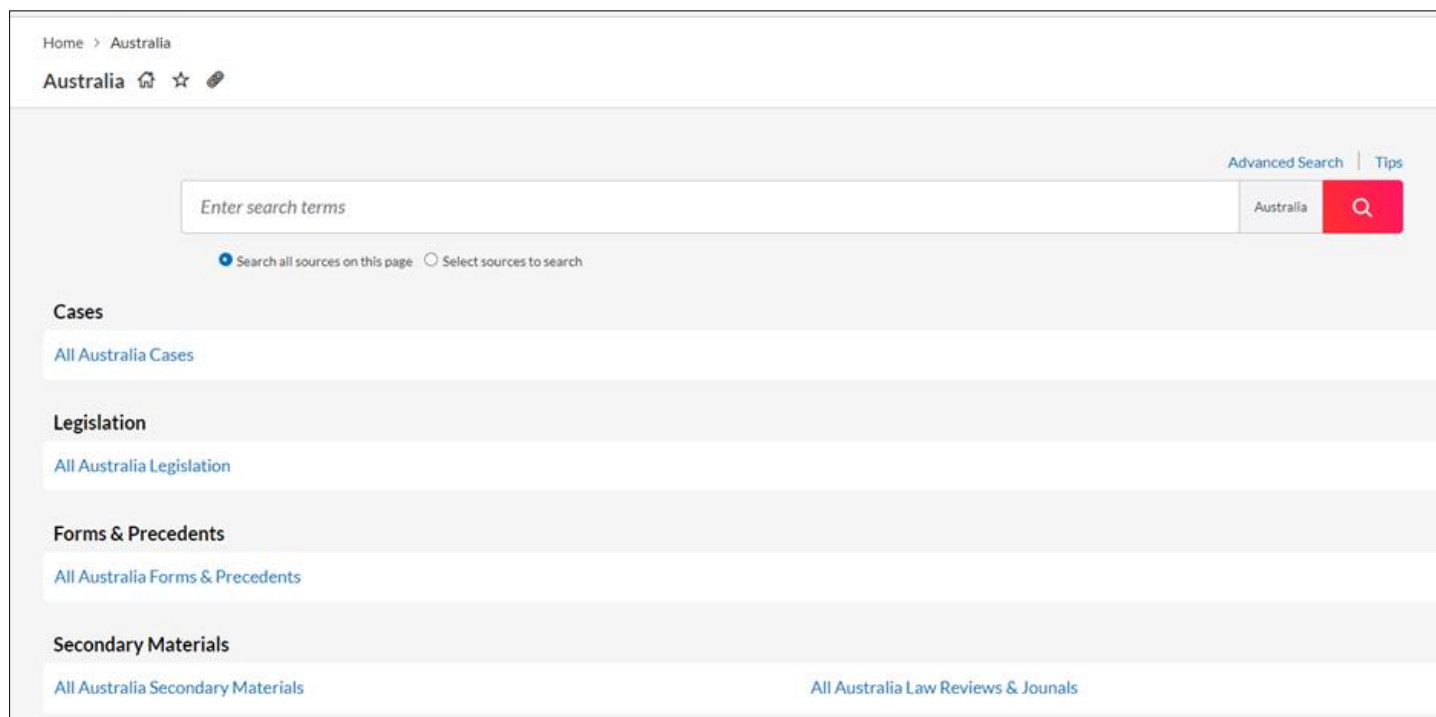 Home > Australia
Australia
Advanced Search | Tips
Enter search terms Australia
Search all sources on this page Select sources to search
Cases
All Australia Cases
Legislation
All Australia Legislation
Forms & Precedents
All Australia Forms & Precedents
Secondary Materials
All Australia Secondary Materials All Australia Law Reviews & Jounals